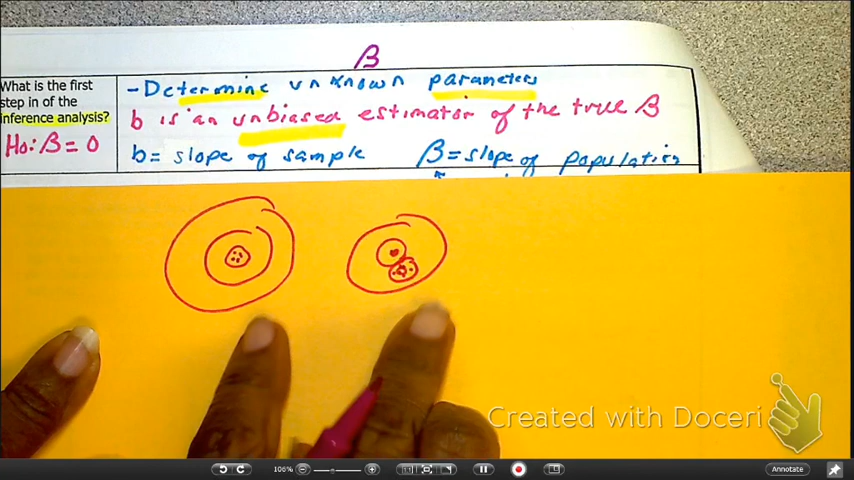 β
What is the first
step in of the
inference analysis?
Ho: β = 0
- Determine unknown parameters
b is an unbiased estimator of the true β
b = slope of sample β = slope of population
Created with Doceri
106%
Annotate